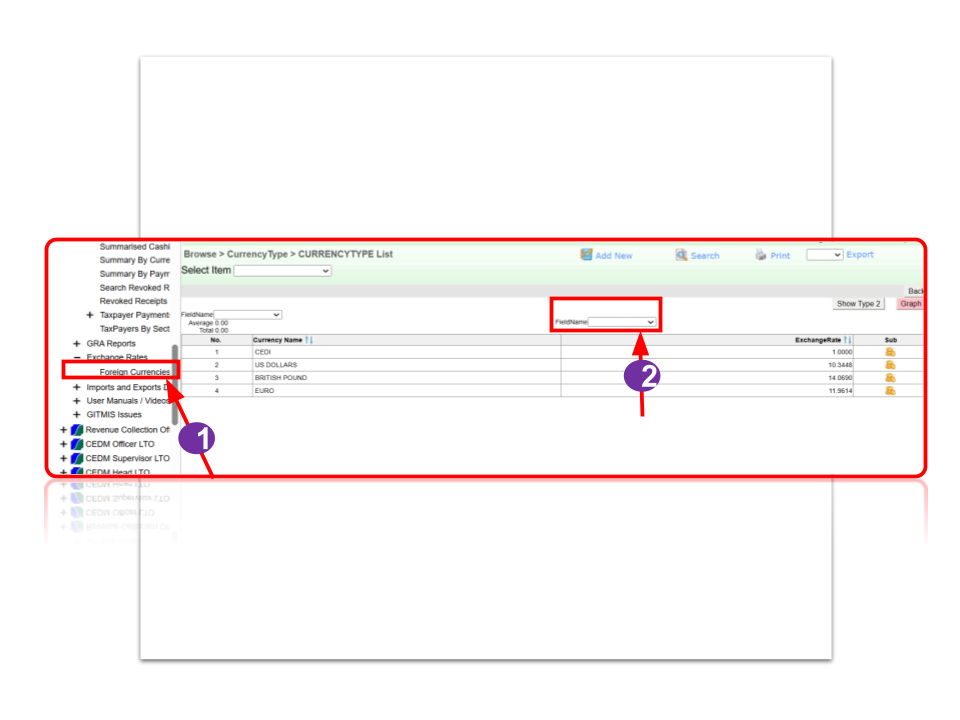 Summarised Cashi
Summary By Curre
Summary By Paym
Search Revoked R
Revoked Receipts
+ Taxpayer Payment
TaxPayers By Sect
+ GRA Reports
− Exchange Rates
Foreign Currencies
+ Imports and Exports D
+ User Manuals / Videos
+ GITMIS Issues
+ Revenue Collection Of
+ CEDM Officer LTO
+ CEDM Supervisor LTO
+ CEDM Head LTO
1
Browse > CurrencyType > CURRENCYTYPE List
Add New Search Print Export
Select Item
Back
Show Type 2 Graph
FieldName
Average 0.00
Total 0.00
FieldName
No. Currency Name ExchangeRate Sub
1 CEDI 1.0000
2 US DOLLARS 10.3448
3 BRITISH POUND 14.0690
4 EURO 11.9614
2